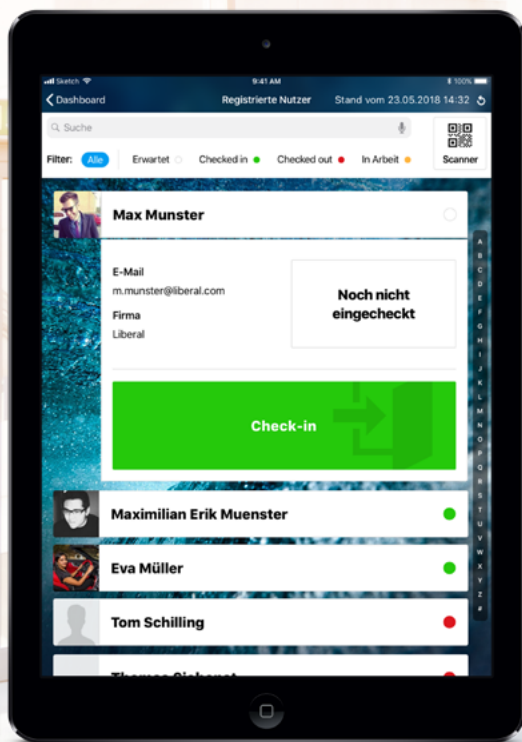 Sketch
9:41 AM
100%
Dashboard
Registrierte Nutzer
Stand vom 23.05.2018 14:32
Suche
Filter:
Alle
Erwartet
Checked in
Checked out
In Arbeit
Scanner
Max Munster
E-Mail
m.munster@liberal.com
Firma
Liberal
Noch nicht
eingecheckt
Check-in
Maximilian Erik Muenster
Eva Müller
Tom Schilling
A
B
C
D
E
F
G
H
I
J
K
L
M
N
O
P
Q
R
S
T
U
V
W
X
Y
Z
#